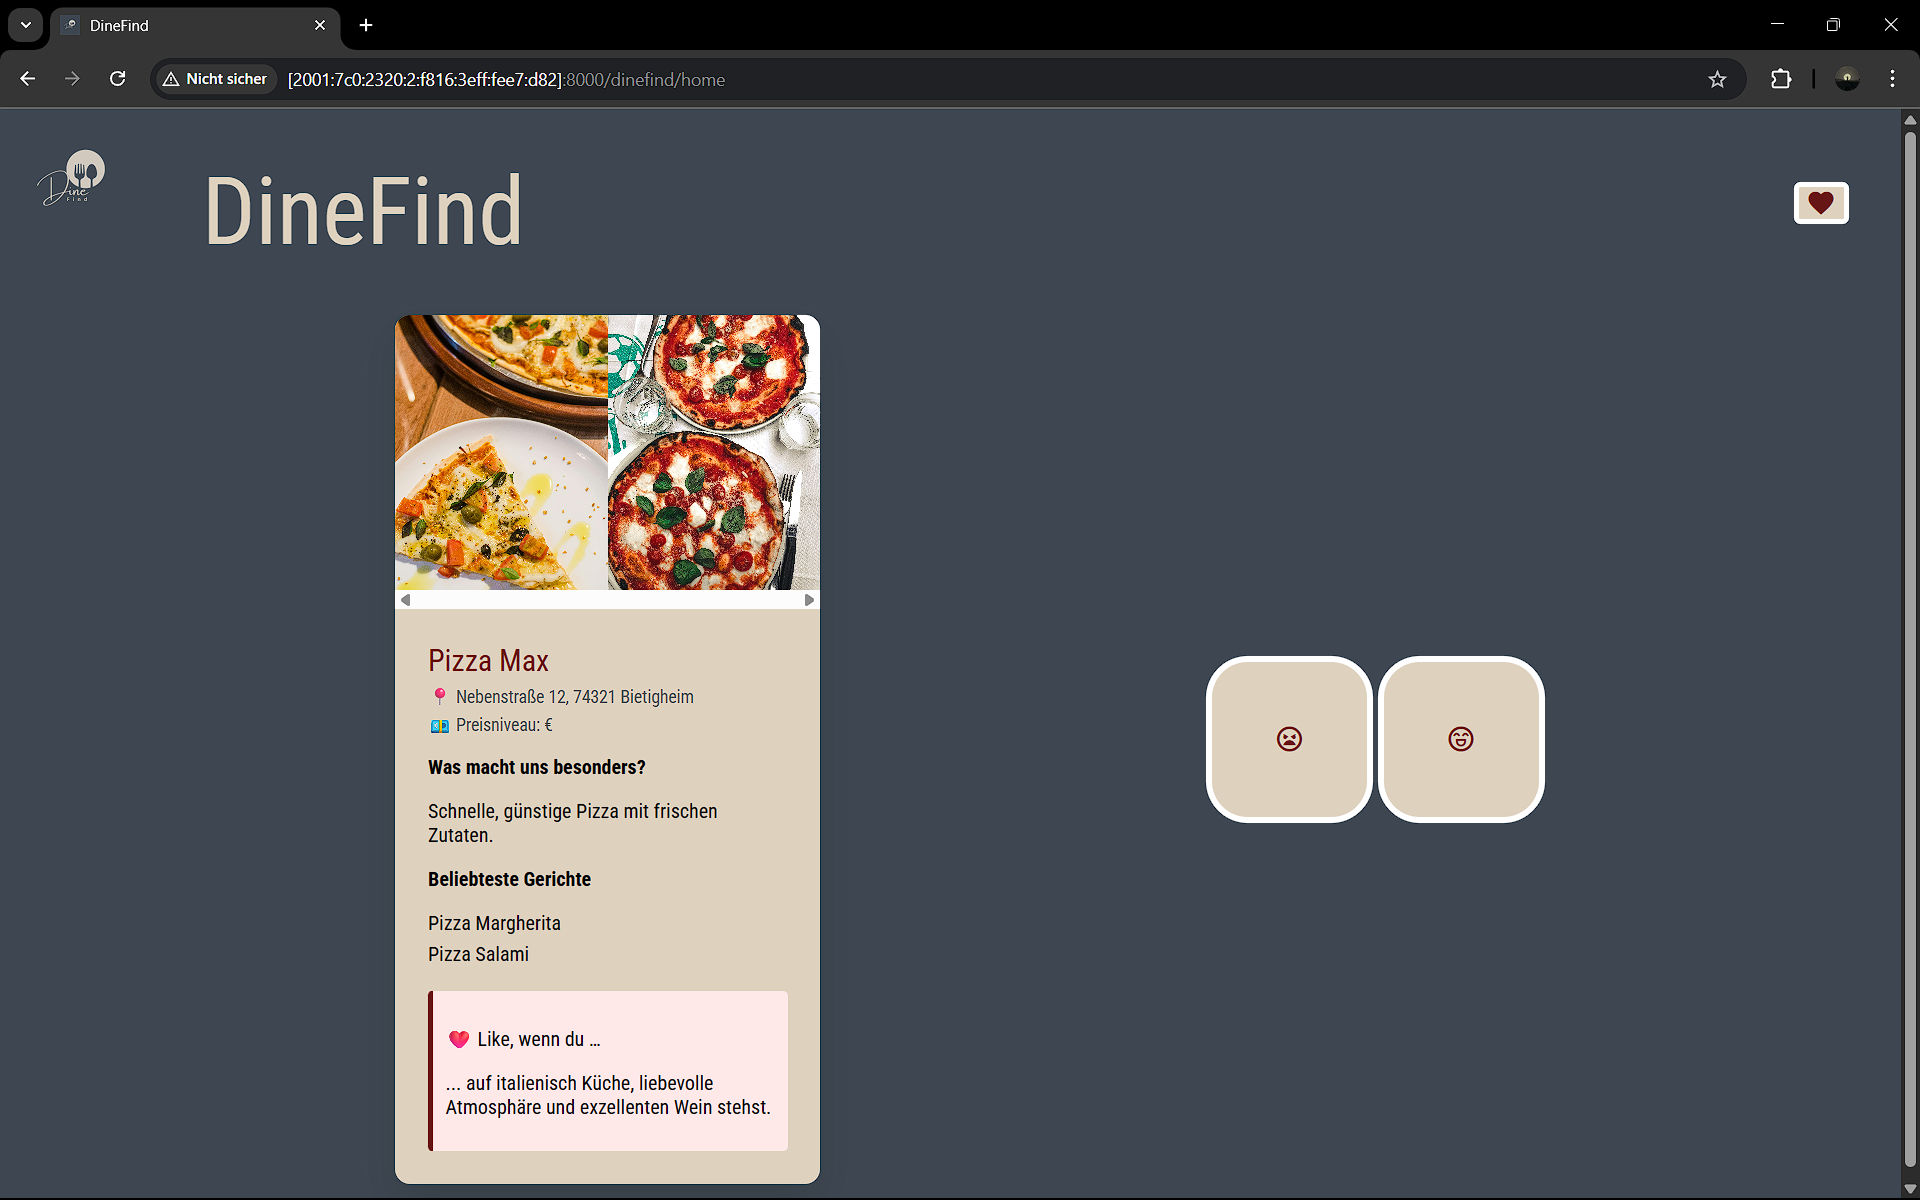 DineFind
Nicht sicher
[2001:7c0:2320:2:f816:3eff:fee7:d82]:8000/dinefind/home
Dine
Find
DineFind
Pizza Max
Nebenstraße 12, 74321 Bietigheim
Preisniveau: €
Was macht uns besonders?
Schnelle, günstige Pizza mit frischen
Zutaten.
Beliebteste Gerichte
Pizza Margherita
Pizza Salami
Like, wenn du ...
... auf italienisch Küche, liebevolle
Atmosphäre und exzellenten Wein stehst.